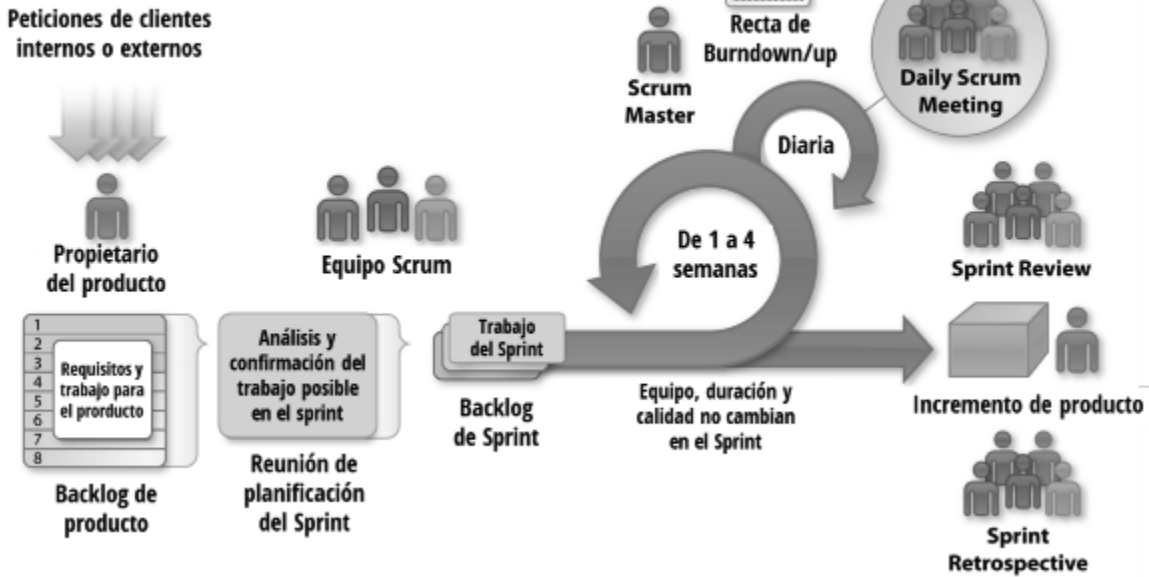 Peticiones de clientes
internos o externos
Propietario
del producto
1
2
3
4
5
6
7
8
Requisitos y
trabajo para
el prorducto
Backlog de
producto
Equipo Scrum
Análisis y
confirmación del
trabajo posible
en el sprint
Reunión de
planificación
del Sprint
Trabajo
del Sprint
Backlog
de Sprint
Scrum
Master
Recta de
Burndown/up
Diaria
De 1 a 4
semanas
Equipo, duración y
calidad no cambian
en el Sprint
Daily Scrum
Meeting
Sprint Review
Incremento de producto
Sprint
Retrospective